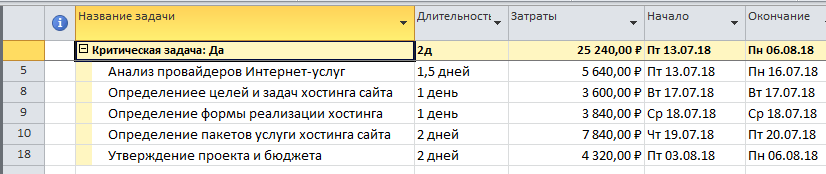 Название задачи Длительность Затраты Начало Окончание
Критическая задача: Да 2д 25 240,00 ₽ Пт 13.07.18 Пн 06.08.18
5 Анализ провайдеров Интернет-услуг 1,5 дней 5 640,00 ₽ Пт 13.07.18 Пн 16.07.18
8 Определениее целей и задач хостинга сайта 1 день 3 600,00 ₽ Вт 17.07.18 Вт 17.07.18
9 Определение формы реализации хостинга 1 день 3 840,00 ₽ Ср 18.07.18 Ср 18.07.18
10 Определение пакетов услуги хостинга сайта 2 дней 7 840,00 ₽ Чт 19.07.18 Пт 20.07.18
18 Утверждение проекта и бюджета 2 дней 4 320,00 ₽ Пт 03.08.18 Пн 06.08.18